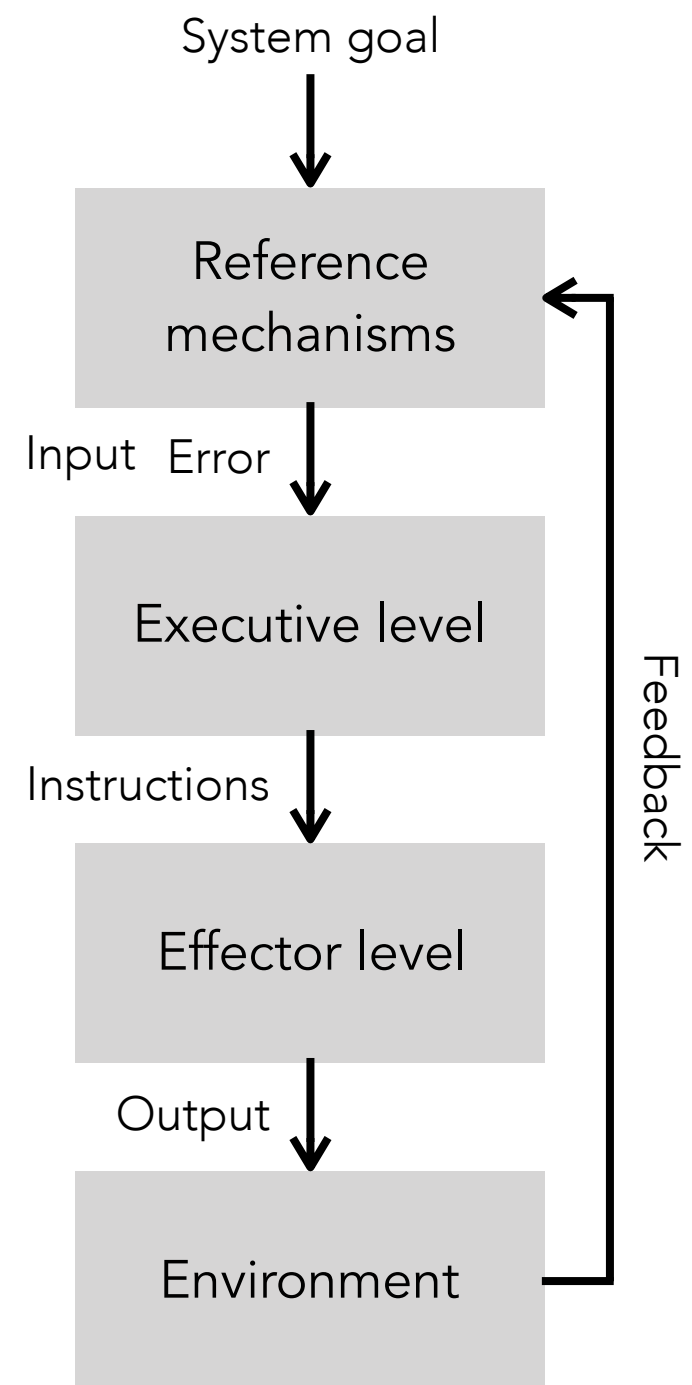 System goal
Reference
mechanisms
Input Error
Executive level
Instructions
Feedback
Effector level
Output
Environment